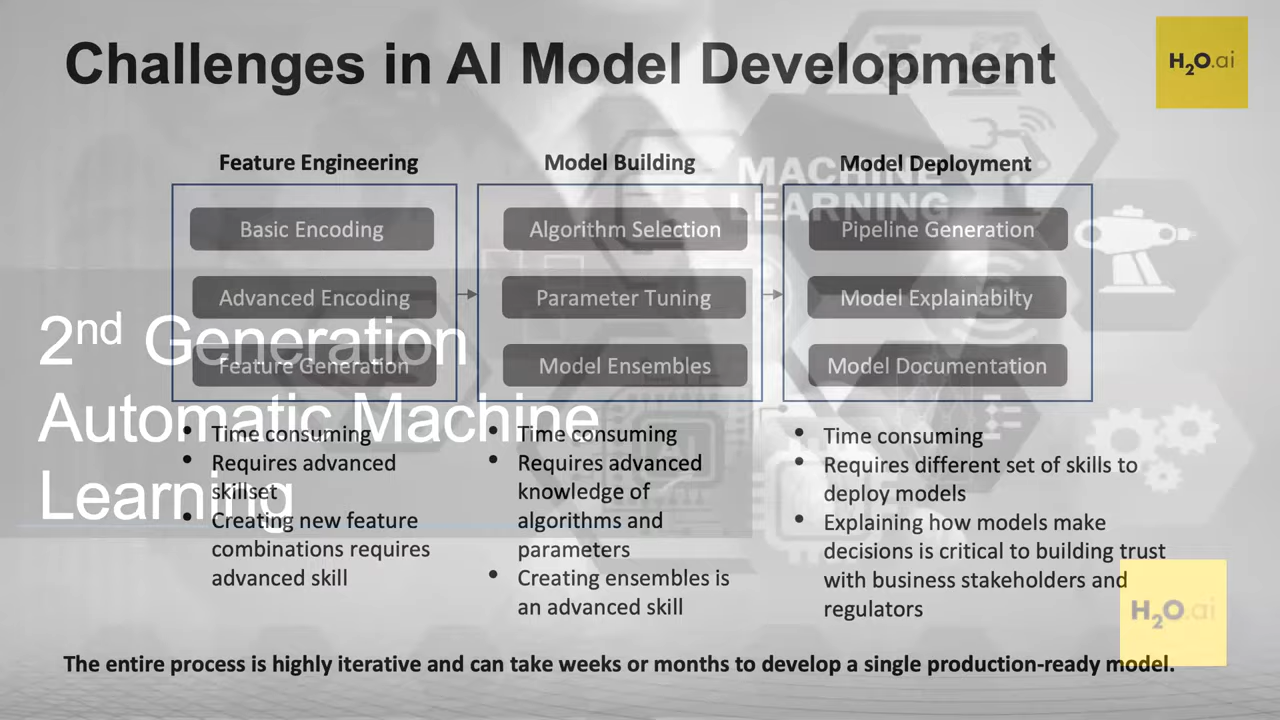 Challenges in AI Model Development
H2O.ai
Feature Engineering
Basic Encoding
Advanced Encoding
Feature Generation
• Time consuming
• Requires advanced
skillset
• Creating new feature
combinations requires
advanced skill
Model Building
Algorithm Selection
Parameter Tuning
Model Ensembles
• Time consuming
• Requires advanced
knowledge of
algorithms and
parameters
• Creating ensembles is
an advanced skill
Model Deployment
Pipeline Generation
Model Explainabilty
Model Documentation
• Time consuming
• Requires different set of skills to
deploy models
• Explaining how models make
decisions is critical to building trust
with business stakeholders and
regulators
The entire process is highly iterative and can take weeks or months to develop a single production-ready model.
2nd Generation
Automatic Machine
Learning
MACHINE
LEARNING
AI
H2O.ai